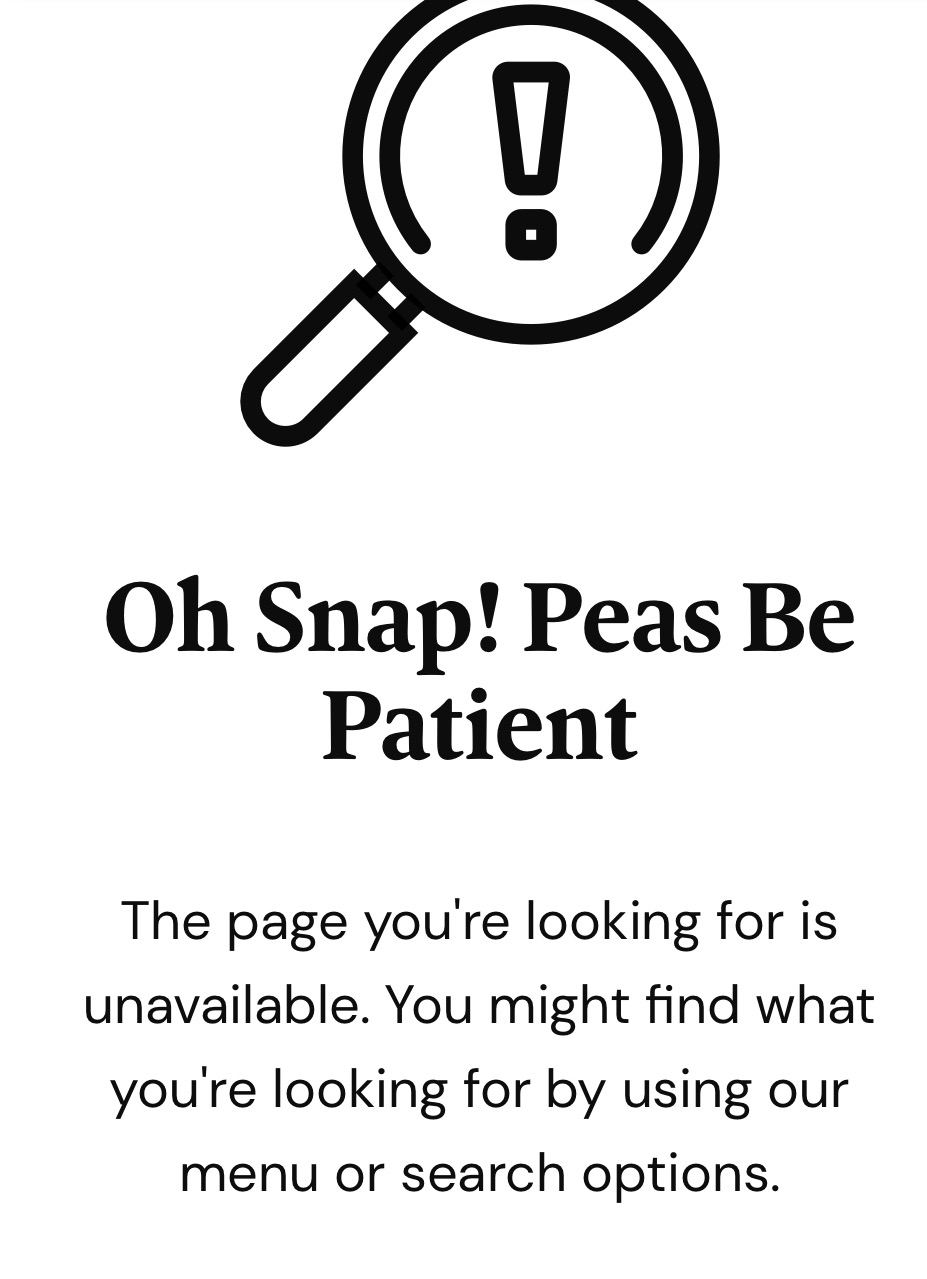 Oh Snap! Peas Be
Patient
The page you're looking for is
unavailable. You might find what
you're looking for by using our
menu or search options.